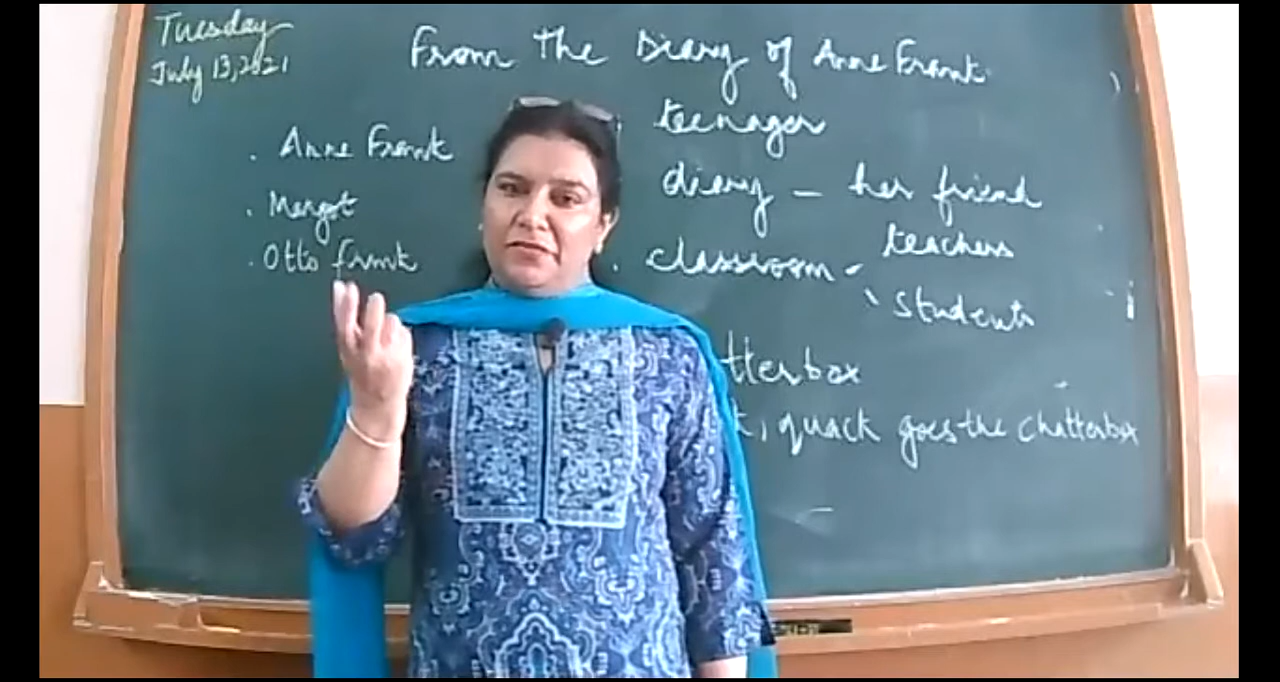 Tuesday
July 13, 2021
From The Diary of Anne Frank
. Anne Frank
. Margot
. Otto frank
teenager
diary - her friend
. classroom - teachers
students
tterbox
, quack goes the chatterbox